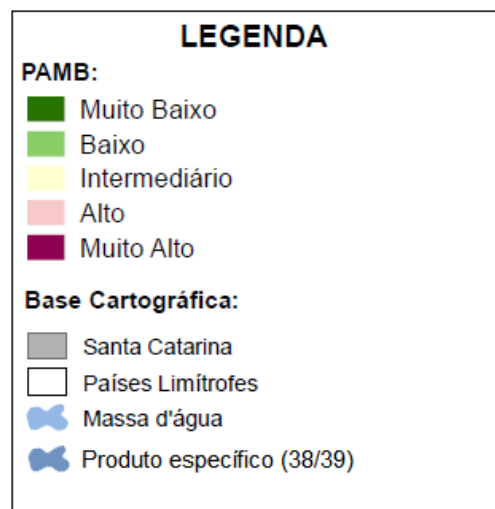 LEGENDA
PAMB:
Muito Baixo
Baixo
Intermediário
Alto
Muito Alto
Base Cartográfica:
Santa Catarina
Países Limítrofes
Massa d'água
Produto específico (38/39)